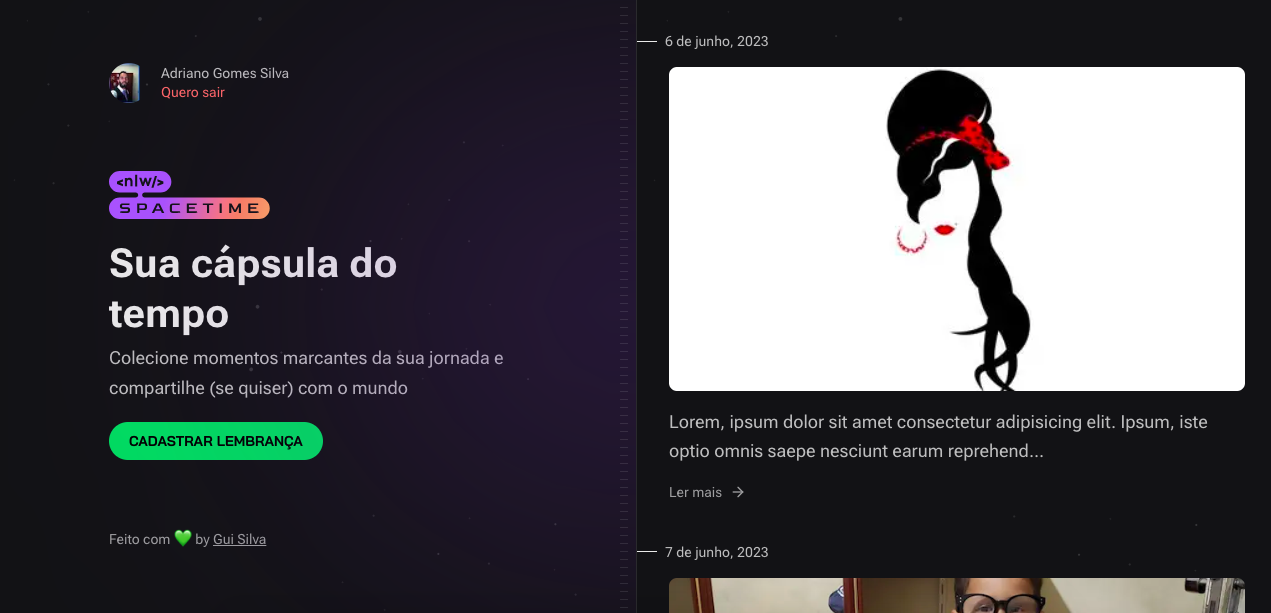 Adriano Gomes Silva
Quero sair
<nlw/>
SPACETIME
Sua cápsula do
tempo
Colecione momentos marcantes da sua jornada e
compartilhe (se quiser) com o mundo
CADASTRAR LEMBRANÇA
Feito com 💚 by Gui Silva
6 de junho, 2023
Lorem, ipsum dolor sit amet consectetur adipisicing elit. Ipsum, iste
optio omnis saepe nesciunt earum reprehend...
Ler mais →
7 de junho, 2023